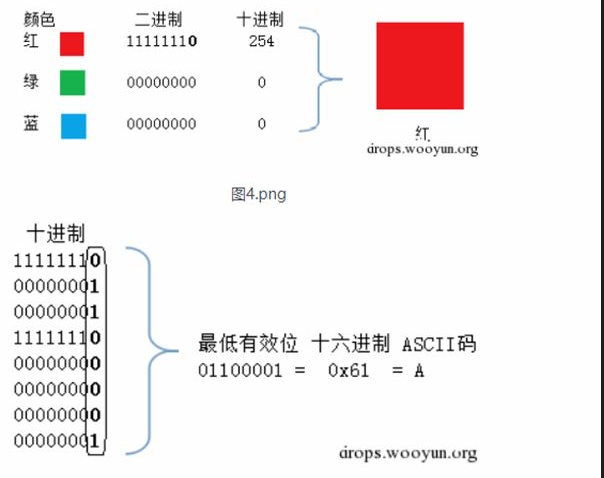 颜色 二进制 十进制
红 11111110 254
绿 00000000 0
蓝 00000000 0
红
drops.wooyun.org
图4.png
十进制
11111110
00000001
00000001
11111110
00000000
00000000
00000000
00000001
最低有效位 十六进制 ASCII码
01100001 = 0x61 = A
drops.wooyun.org